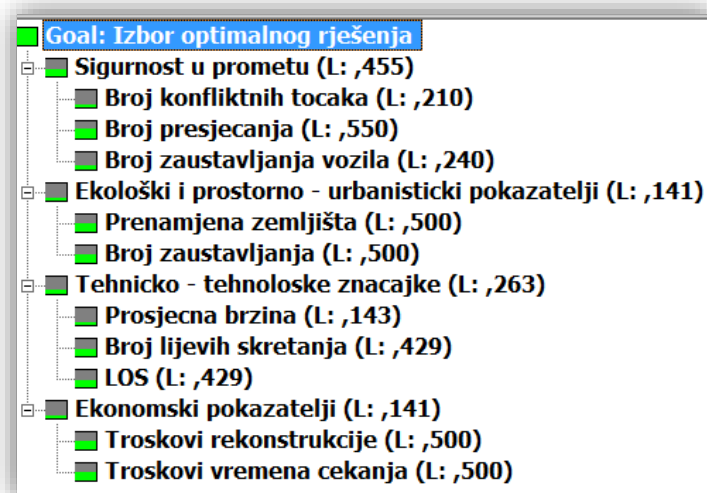 Goal: Izbor optimalnog rješenja
Sigurnost u prometu (L: ,455)
Broj konfliktnih tocaka (L: ,210)
Broj presjecanja (L: ,550)
Broj zaustavljanja vozila (L: ,240)
Ekološki i prostorno - urbanisticki pokazatelji (L: ,141)
Prenamjena zemljišta (L: ,500)
Broj zaustavljanja (L: ,500)
Tehnicko - tehnoloske znacajke (L: ,263)
Prosjecna brzina (L: ,143)
Broj lijevih skretanja (L: ,429)
LOS (L: ,429)
Ekonomski pokazatelji (L: ,141)
Troskovi rekonstrukcije (L: ,500)
Troskovi vremena cekanja (L: ,500)